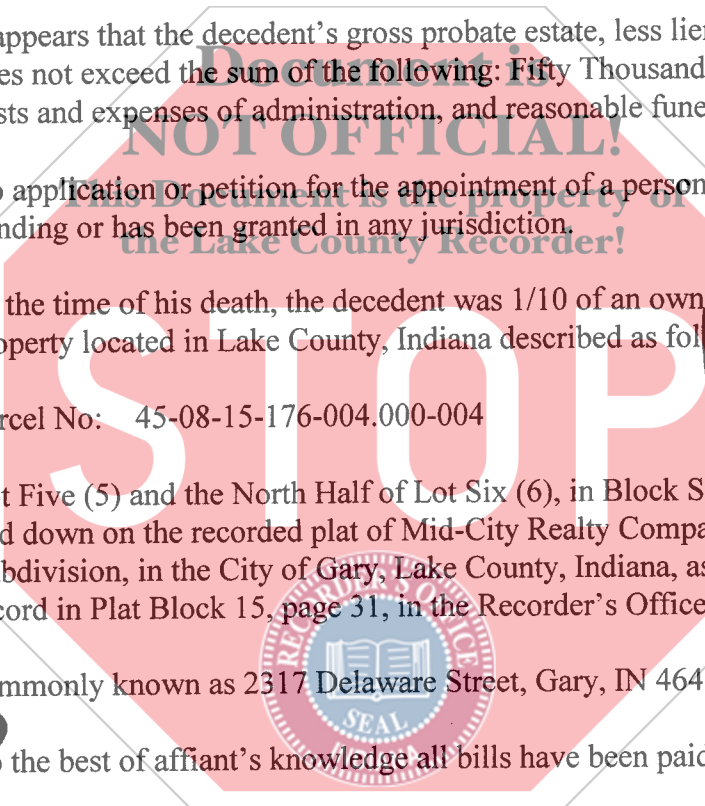 appears that the decedent's gross probate estate, less lien
es not exceed the sum of the following: Fifty Thousand
sts and expenses of administration, and reasonable fune
Document is
NOT OFFICIAL!
This Document is the property of
the Lake County Recorder!
o application or petition for the appointment of a person
nding or has been granted in any jurisdiction.
the time of his death, the decedent was 1/10 of an own
operty located in Lake County, Indiana described as fol
rcel No: 45-08-15-176-004.000-004
t Five (5) and the North Half of Lot Six (6), in Block S
d down on the recorded plat of Mid-City Realty Compa
bdivision, in the City of Gary, Lake County, Indiana, as
cord in Plat Block 15, page 31, in the Recorder's Office
mmonly known as 2317 Delaware Street, Gary, IN 464
o the best of affiant's knowledge all bills have been paid
STOP
RECORDER'S OFFICE
SEAL
INDIANA